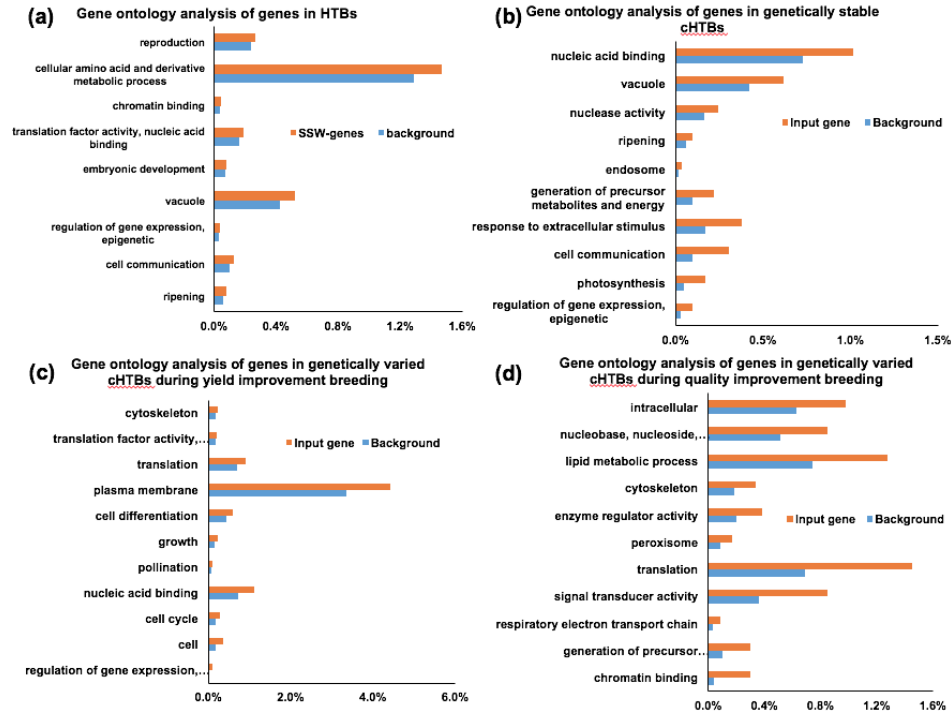 (a)
Gene ontology analysis of genes in HTBs
reproduction
cellular amino acid and derivative
metabolic process
chromatin binding
translation factor activity, nucleic acid
binding
embryonic development
vacuole
regulation of gene expression,
epigenetic
cell communication
ripening
SSW-genes background
0.0% 0.4% 0.8% 1.2% 1.6%
(b)
Gene ontology analysis of genes in genetically stable
cHTBs
nucleic acid binding
vacuole
nuclease activity
ripening
endosome
generation of precursor
metabolites and energy
response to extracellular stimulus
cell communication
photosynthesis
regulation of gene expression,
epigenetic
Input gene Background
0.0% 0.5% 1.0% 1.5%
(c)
Gene ontology analysis of genes in genetically varied
cHTBs during yield improvement breeding
cytoskeleton
translation factor activity,...
translation
plasma membrane
cell differentiation
growth
pollination
nucleic acid binding
cell cycle
cell
regulation of gene expression,...
Input gene Background
0.0% 2.0% 4.0% 6.0%
(d)
Gene ontology analysis of genes in genetically varied
cHTBs during quality improvement breeding
intracellular
nucleobase, nucleoside,..
lipid metabolic process
cytoskeleton
enzyme regulator activity
peroxisome
translation
signal transducer activity
respiratory electron transport chain
generation of precursor...
chromatin binding
Input gene Background
0.0% 0.4% 0.8% 1.2% 1.6%